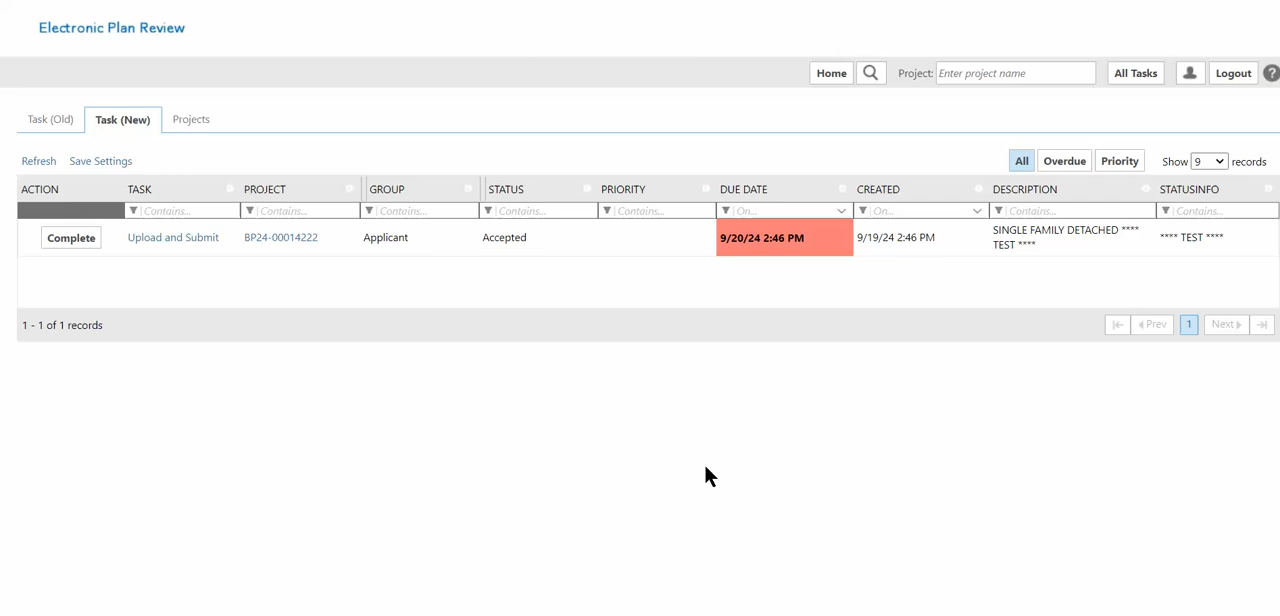 Electronic Plan Review
Home Project: Enter project name All Tasks Logout ?
Task (Old) Task (New) Projects
Refresh Save Settings All Overdue Priority Show 9 records
ACTION TASK PROJECT GROUP STATUS PRIORITY DUE DATE CREATED DESCRIPTION STATUSINFO
Contains... Contains... Contains... Contains... Contains... On... On... Contains... Contains...
Complete Upload and Submit BP24-00014222 Applicant Accepted 9/20/24 2:46 PM 9/19/24 2:46 PM SINGLE FAMILY DETACHED **** **** TEST ****
TEST ****
1 - 1 of 1 records Prev 1 Next